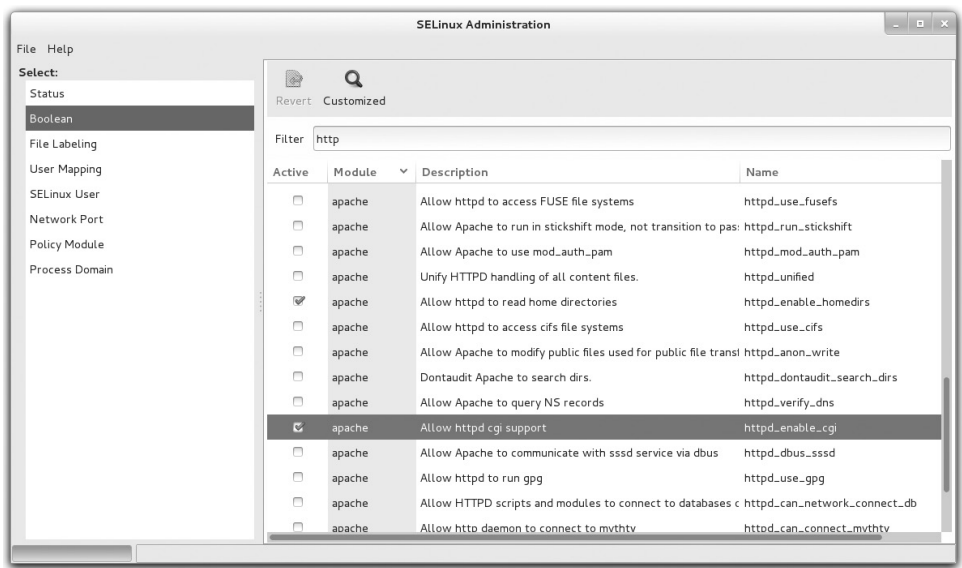 SELinux Administration
File Help
Select:
Status
Boolean
File Labeling
User Mapping
SELinux User
Network Port
Policy Module
Process Domain
Revert Customized
Filter http
Active Module Description Name
apache Allow httpd to access FUSE file systems httpd_use_fusefs
apache Allow Apache to run in stickshift mode, not transition to pas: httpd_run_stickshift
apache Allow Apache to use mod_auth_pam httpd_mod_auth_pam
apache Unify HTTPD handling of all content files. httpd_unified
apache Allow httpd to read home directories httpd_enable_homedirs
apache Allow httpd to access cifs file systems httpd_use_cifs
apache Allow Apache to modify public files used for public file transf httpd_anon_write
apache Dontaudit Apache to search dirs. httpd_dontaudit_search_dirs
apache Allow Apache to query NS records httpd_verify_dns
apache Allow httpd cgi support httpd_enable_cgi
apache Allow Apache to communicate with sssd service via dbus httpd_dbus_sssd
apache Allow httpd to run gpg httpd_use_gpg
apache Allow HTTPD scripts and modules to connect to databases c httpd_can_network_connect_db
apache Allow http daemon to connect to mythtv httpd_can_connect_mythtv